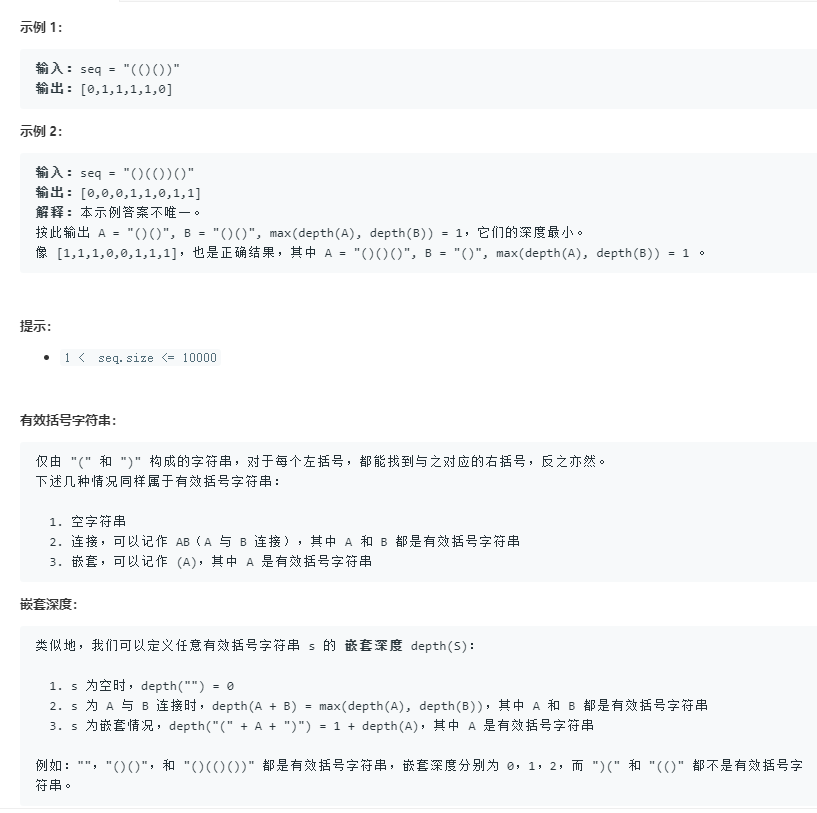 示例 1：
输入：seq = "(()())"
输出：[0,1,1,1,1,0]
示例 2：
输入：seq = "()(())()"
输出：[0,0,0,1,1,0,1,1]
解释：本示例答案不唯一。
按此输出 A = "()()", B = "()()", max(depth(A), depth(B)) = 1，它们的深度最小。
像 [1,1,1,0,0,1,1,1]，也是正确结果，其中 A = "()()()", B = "()", max(depth(A), depth(B)) = 1 。
提示：
• 1 < seq.size <= 10000
有效括号字符串：
仅由 "(" 和 ")" 构成的字符串，对于每个左括号，都能找到与之对应的右括号，反之亦然。
下述几种情况同样属于有效括号字符串：
1. 空字符串
2. 连接，可以记作 AB（A 与 B 连接），其中 A 和 B 都是有效括号字符串
3. 嵌套，可以记作 (A)，其中 A 是有效括号字符串
嵌套深度：
类似地，我们可以定义任意有效括号字符串 s 的 嵌套深度 depth(S)：
1. s 为空时，depth("") = 0
2. s 为 A 与 B 连接时，depth(A + B) = max(depth(A), depth(B))，其中 A 和 B 都是有效括号字符串
3. s 为嵌套情况，depth("(" + A + ")") = 1 + depth(A)，其中 A 是有效括号字符串
例如：""，"()()"，和 "()(()())" 都是有效括号字符串，嵌套深度分别为 0，1，2，而 ")(" 和 "(()" 都不是有效括号字
符串。